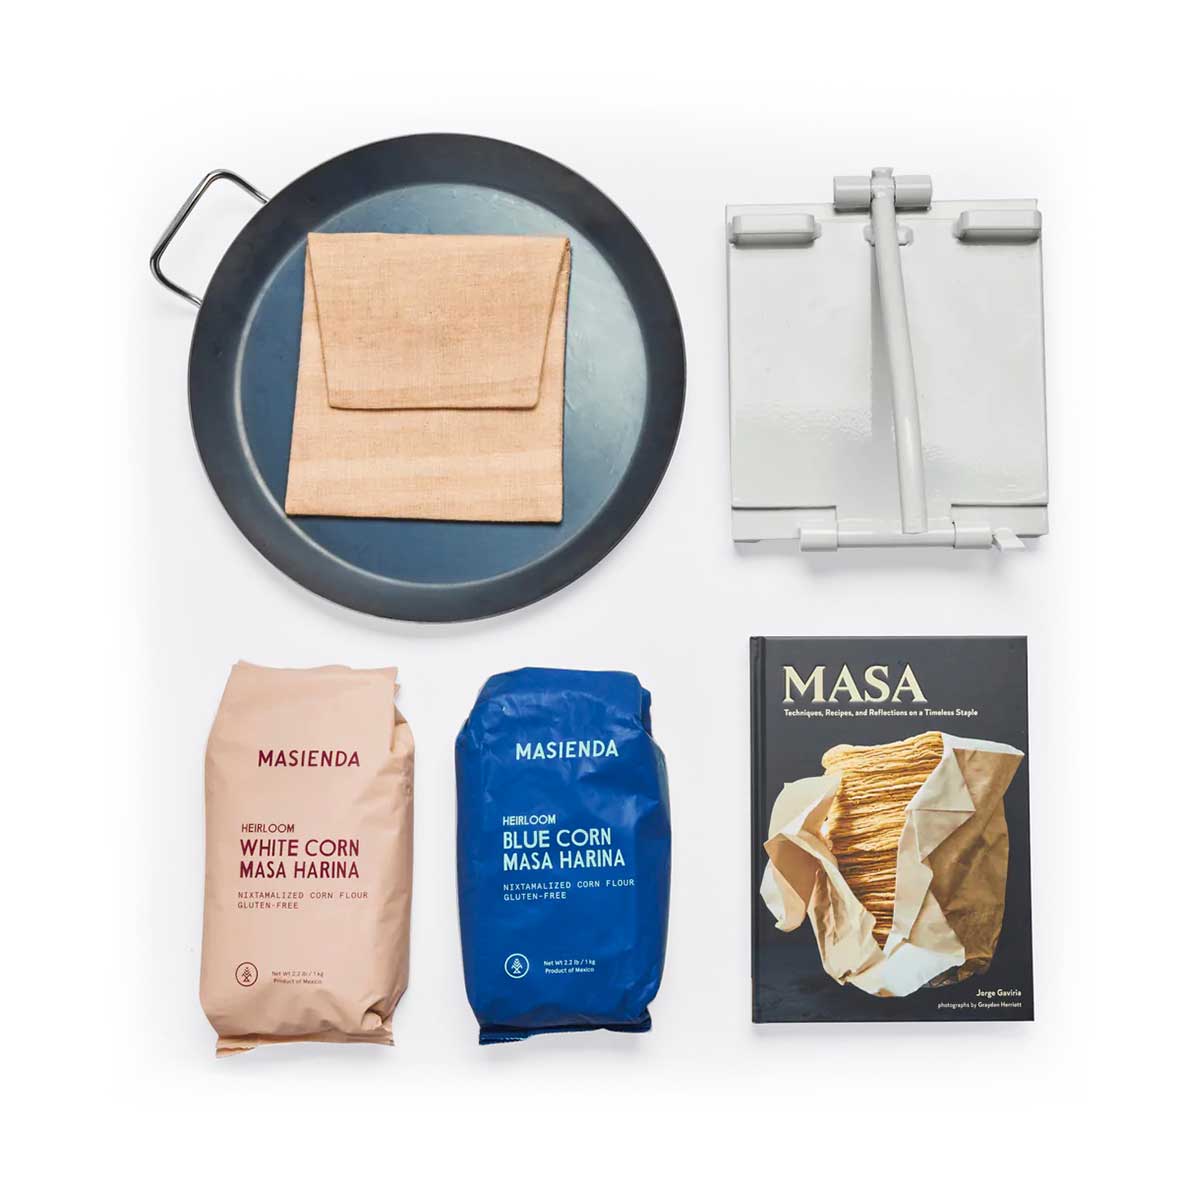 MASIENDA
HEIRLOOM
WHITE CORN
MASA HARINA
NIXTAMALIZED CORN FLOUR
GLUTEN-FREE
Net Wt 2.2 lb / 1 kg
Product of Mexico
MASIENDA
HEIRLOOM
BLUE CORN
MASA HARINA
NIXTAMALIZED CORN FLOUR
GLUTEN-FREE
Net Wt 2.2 lb / 1 kg
Product of Mexico
MASA
Techniques, Recipes, and Reflections on a Timeless Staple
Jorge Gaviria
photographs by Graydon Herriott